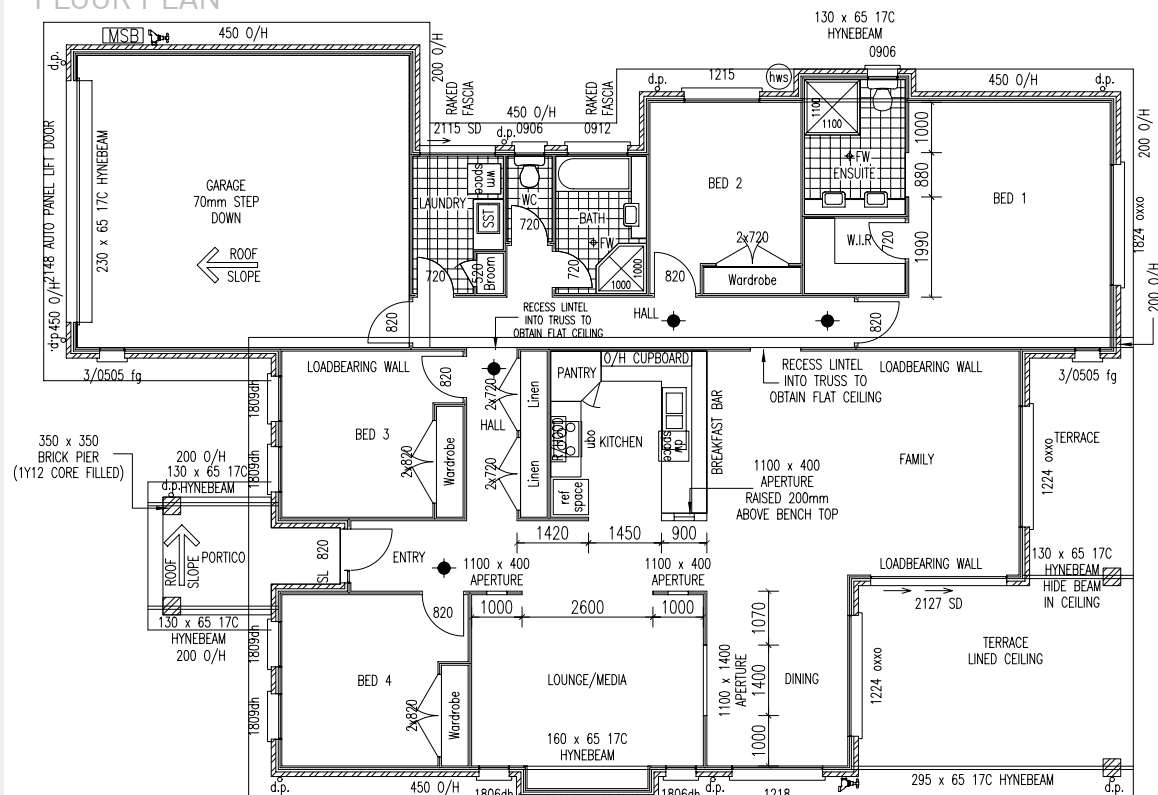 FLOOR PLAN
MSB
450 O/H
130 x 65 17C
HYNEBEAM
0906
d.p.
200 O/H
RAKED
FASCIA
450 O/H
RAKED
FASCIA
d.p.
1215
hws
450 O/H
d.p.
2115 SD
d.p.
0906
0912
1100
1100
1000
200 O/H
2148 AUTO PANEL LIFT DOOR
230 x 65 17C HYNEBEAM
GARAGE
70mm STEP
DOWN
ROOF
SLOPE
LAUNDRY
wm
space
SST
WC
720
BATH
FW
BED 2
FW
ENSUITE
880
BED 1
1824 oxxo
2x720
W.I.R
720
1990
720
520
Broom
720
1000
1000
820
Wardrobe
450 O/H
d.p.
820
RECESS LINTEL
INTO TRUSS TO
OBTAIN FLAT CEILING
HALL
820
200 O/H
3/0505 fg
LOADBEARING WALL
820
2x720
Linen
PANTRY
O/H CUPBOARD
RECESS LINTEL
INTO TRUSS TO
OBTAIN FLAT CEILING
LOADBEARING WALL
3/0505 fg
1809dh
BED 3
HALL
R/HOOD
ubo
KITCHEN
dw
space
BREAKFAST BAR
FAMILY
TERRACE
350 x 350
BRICK PIER
(1Y12 CORE FILLED)
200 O/H
130 x 65 17C
HYNEBEAM
d.p.
1809dh
2x820
Wardrobe
2x720
Linen
ref
space
1100 x 400
APERTURE
RAISED 200mm
ABOVE BENCH TOP
1224 oxxo
1420
1450
900
ROOF
SLOPE
PORTICO
SL
820
ENTRY
1100 x 400
APERTURE
1100 x 400
APERTURE
LOADBEARING WALL
130 x 65 17C
HYNEBEAM
HIDE BEAM
IN CEILING
130 x 65 17C
HYNEBEAM
200 O/H
820
1000
2600
1000
1070
2127 SD
1809dh
BED 4
LOUNGE/MEDIA
1100 x 1400
APERTURE
1400
DINING
1224 oxxo
TERRACE
LINED CEILING
1809dh
2x820
Wardrobe
160 x 65 17C
HYNEBEAM
1000
d.p.
450 O/H
1806dh
1806dh
d.p.
1218
295 x 65 17C HYNEBEAM
d.p.